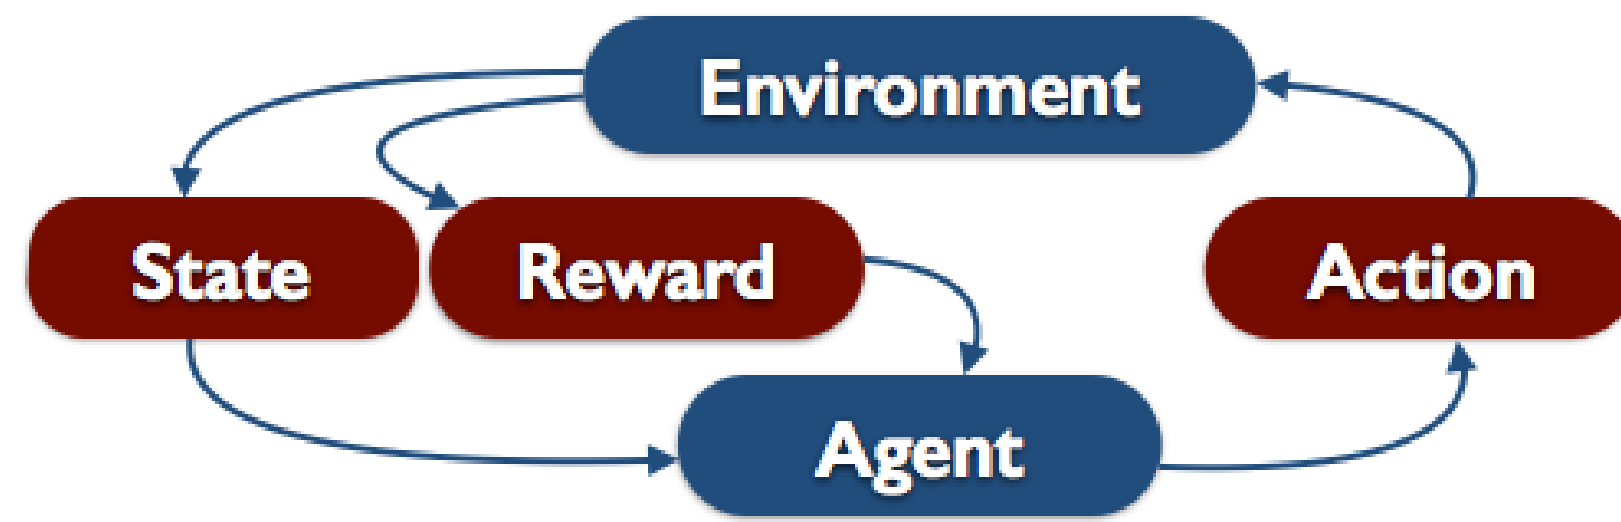 Environment
State
Reward
Action
Agent